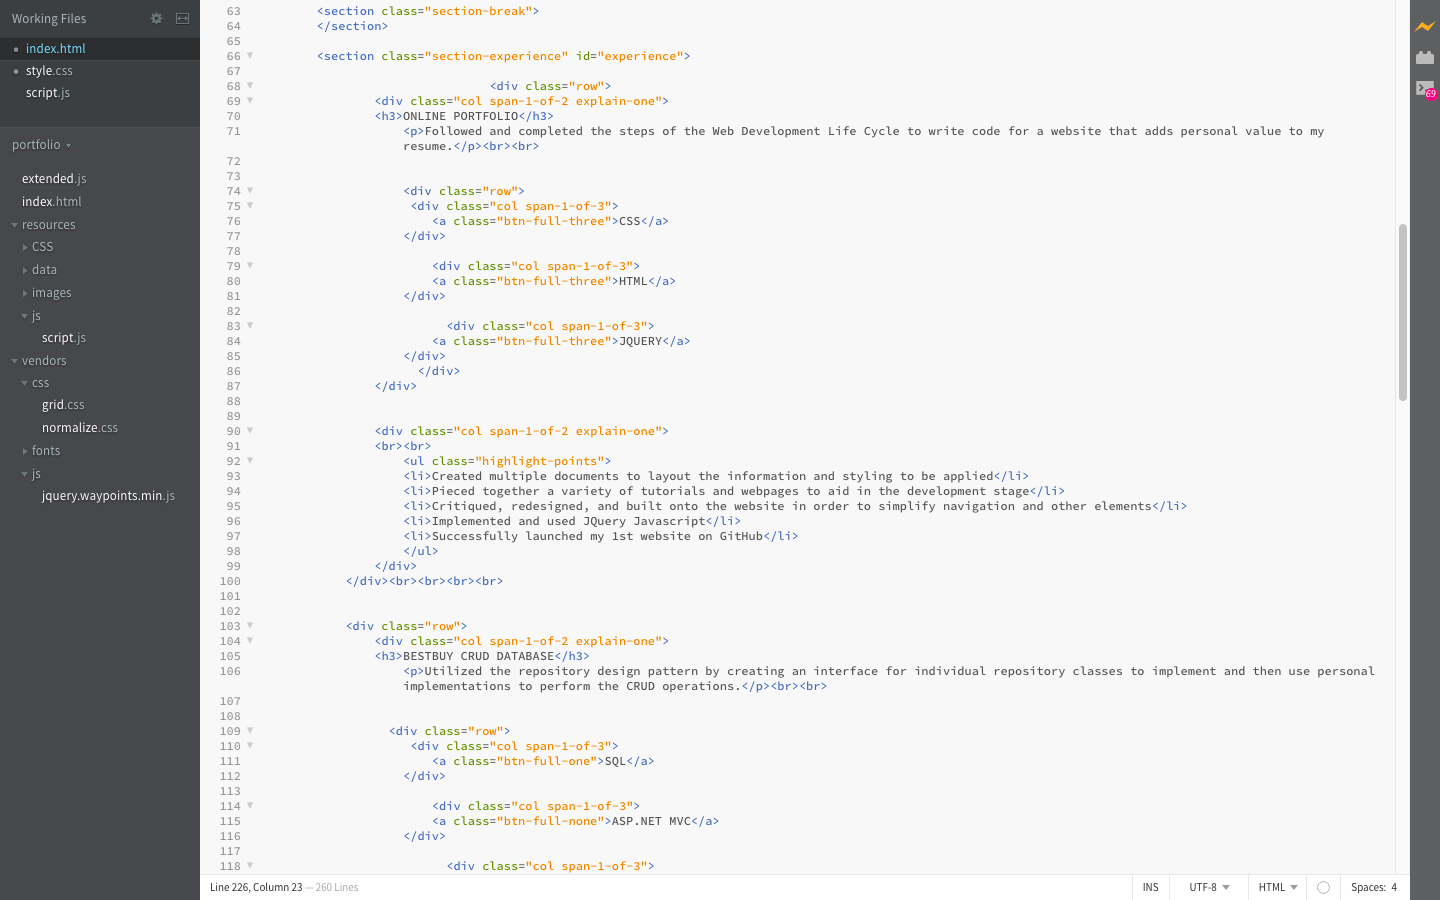 Working Files
index.html
style.css
script.js
portfolio
extended.js
index.html
resources
CSS
data
images
js
script.js
vendors
css
grid.css
normalize.css
fonts
js
jquery.waypoints.min.js
63 <section class="section-break">
64 </section>
65
66 <section class="section-experience" id="experience">
67
68 <div class="row">
69 <div class="col span-1-of-2 explain-one">
70 <h3>ONLINE PORTFOLIO</h3>
71 <p>Followed and completed the steps of the Web Development Life Cycle to write code for a website that adds personal value to my
resume.</p><br><br>
72
73
74 <div class="row">
75 <div class="col span-1-of-3">
76 <a class="btn-full-three">CSS</a>
77 </div>
78
79 <div class="col span-1-of-3">
80 <a class="btn-full-three">HTML</a>
81 </div>
82
83 <div class="col span-1-of-3">
84 <a class="btn-full-three">JQUERY</a>
85 </div>
86 </div>
87 </div>
88
89
90 <div class="col span-1-of-2 explain-one">
91 <br><br>
92 <ul class="highlight-points">
93 <li>Created multiple documents to layout the information and styling to be applied</li>
94 <li>Pieced together a variety of tutorials and webpages to aid in the development stage</li>
95 <li>Critiqued, redesigned, and built onto the website in order to simplify navigation and other elements</li>
96 <li>Implemented and used JQuery Javascript</li>
97 <li>Successfully launched my 1st website on GitHub</li>
98 </ul>
99 </div>
100 </div><br><br><br><br>
101
102
103 <div class="row">
104 <div class="col span-1-of-2 explain-one">
105 <h3>BESTBUY CRUD DATABASE</h3>
106 <p>Utilized the repository design pattern by creating an interface for individual repository classes to implement and then use personal
implementations to perform the CRUD operations.</p><br><br>
107
108
109 <div class="row">
110 <div class="col span-1-of-3">
111 <a class="btn-full-one">SQL</a>
112 </div>
113
114 <div class="col span-1-of-3">
115 <a class="btn-full-none">ASP.NET MVC</a>
116 </div>
117
118 <div class="col span-1-of-3">
69
Line 226, Column 23 — 260 Lines
INS
UTF-8
HTML
Spaces: 4